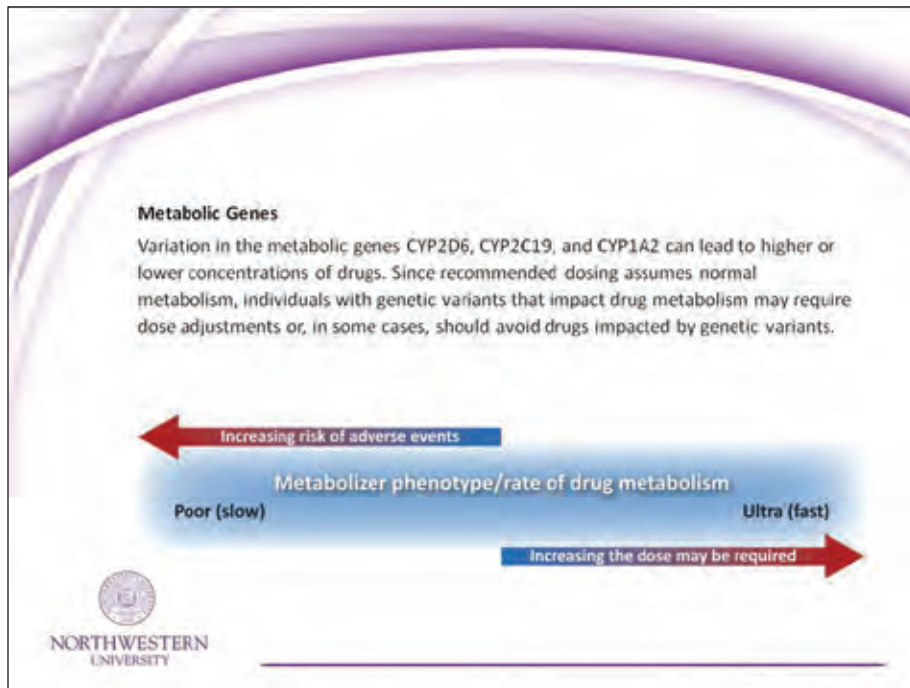 Metabolic Genes
Variation in the metabolic genes CYP2D6, CYP2C19, and CYP1A2 can lead to higher or
lower concentrations of drugs. Since recommended dosing assumes normal
metabolism, individuals with genetic variants that impact drug metabolism may require
dose adjustments or, in some cases, should avoid drugs impacted by genetic variants.
Increasing risk of adverse events
Metabolizer phenotype/rate of drug metabolism
Poor (slow)
Ultra (fast)
Increasing the dose may be required
NORTHWESTERN
UNIVERSITY